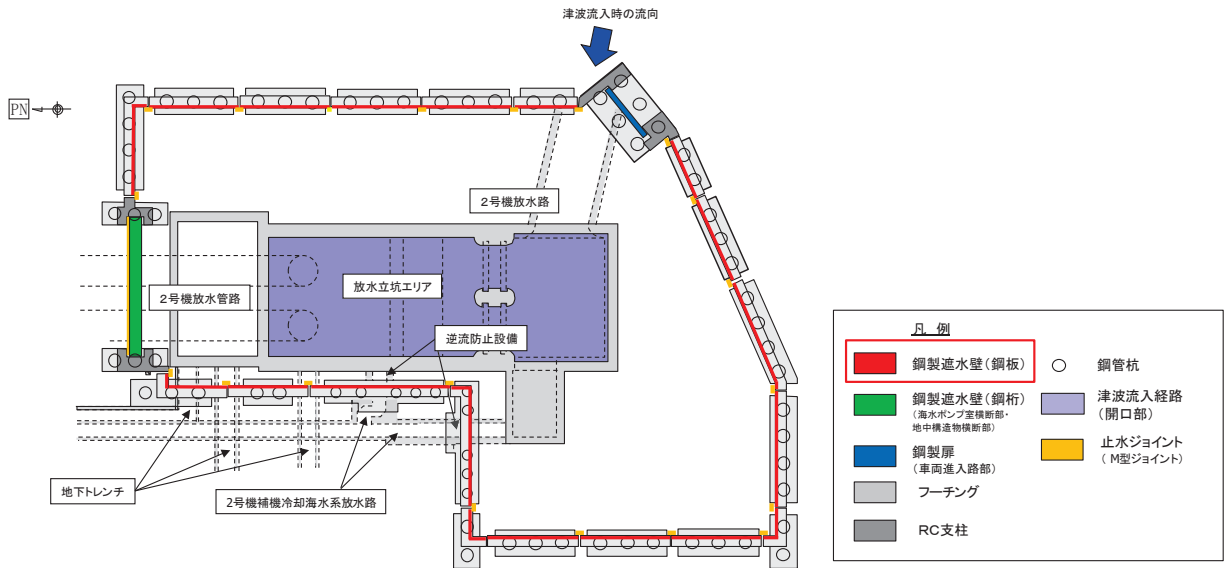 津波流入時の流向
PN
2号機放水路
2号機放水管路
放水立坑エリア
逆流防止設備
地下トレンチ
2号機補機冷却海水系放水路
凡 例
鋼製遮水壁(鋼板)
鋼管杭
鋼製遮水壁(鋼桁)
(海水ポンプ室横断部・
地中構造物横断部)
津波流入経路
(開口部)
鋼製扉
(車両進入路部)
止水ジョイント
( M型ジョイント)
フーチング
RC支柱